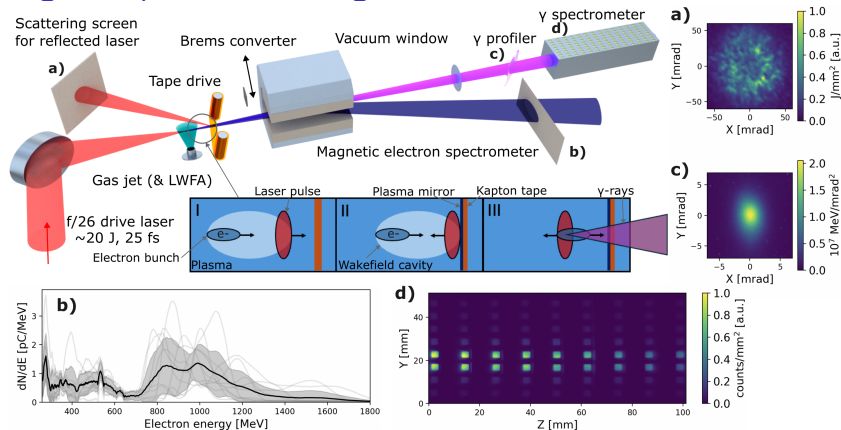 Scattering screen
for reflected laser
a)
Brems converter
Tape drive
Vacuum window
γ profiler
c)
γ spectrometer
d)
Magnetic electron spectrometer
b)
Gas jet (& LWFA)
f/26 drive laser
~20 J, 25 fs
Laser pulse
Plasma mirror
Kapton tape
γ-rays
I
II
III
e-
e-
Electron bunch
Plasma
Wakefield cavity
a)
Y [mrad]
50
0
−50
−50
0
50
X [mrad]
1.0
0.8
0.6
0.4
0.2
0.0
J/mm² [a.u.]
c)
Y [mrad]
5
0
−5
−5
0
5
X [mrad]
2.0
1.5
1.0
0.5
0.0
10⁷ MeV/mrad²
b)
dN/dE [pC/MeV]
3
2
1
0
400
600
800
1000
1200
1400
1600
1800
Electron energy [MeV]
d)
Y [mm]
40
20
0
0
20
40
60
80
100
Z [mm]
1.0
0.8
0.6
0.4
0.2
0.0
counts/mm² [a.u.]